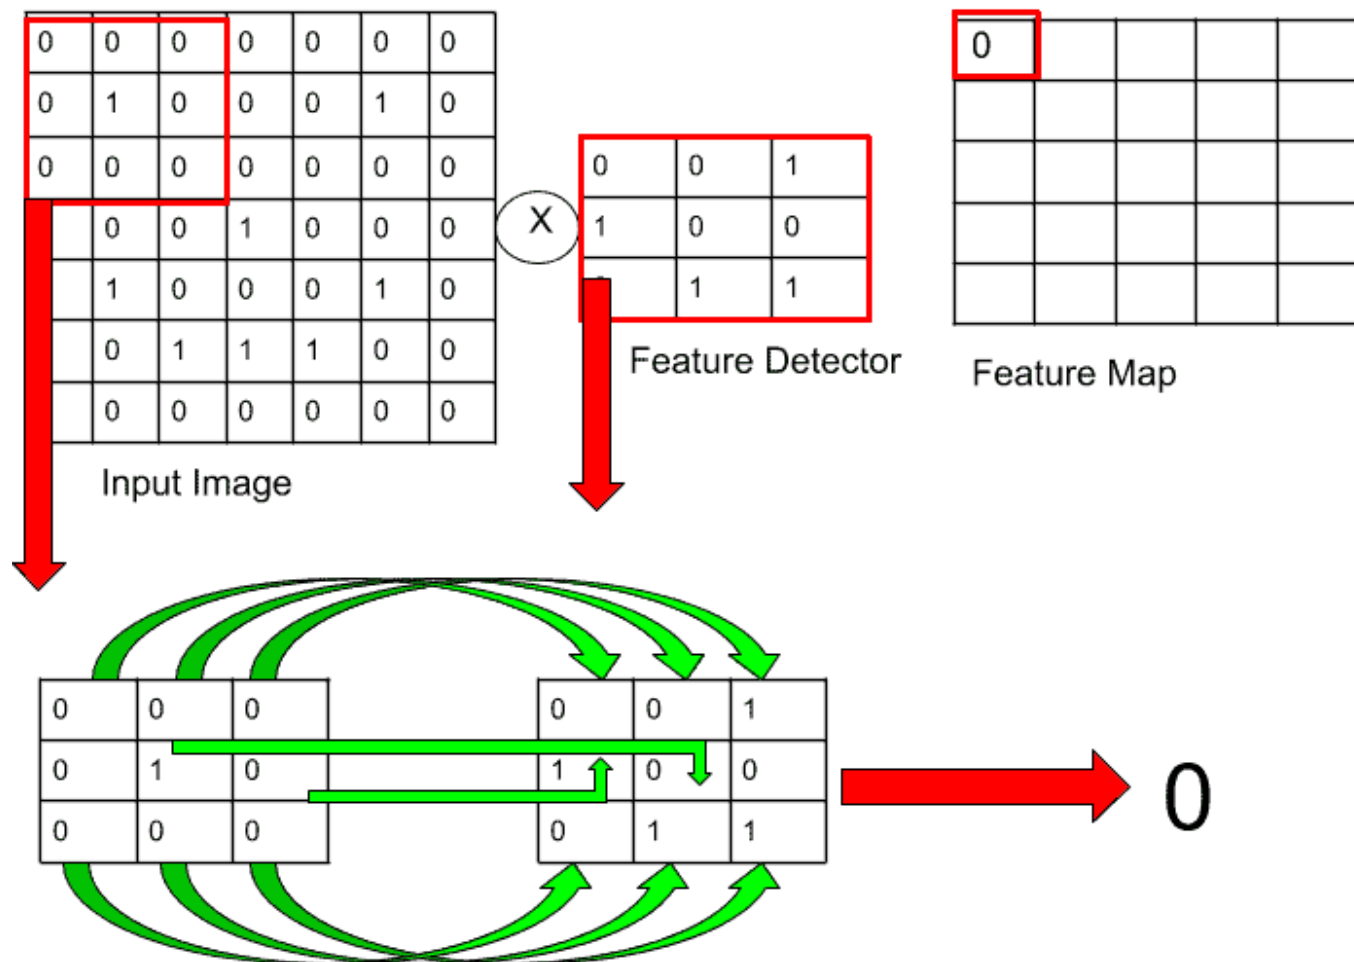 0 0 0 0 0 0 0
0 1 0 0 0 1 0
0 0 0 0 0 0 0
0 0 1 0 0 0
1 0 0 0 1 0
0 1 1 1 0 0
0 0 0 0 0 0
Input Image
X
0 0 1
1 0 0
1 1
Feature Detector
0
Feature Map
0 0 0
0 1 0
0 0 0
0 0 1
1 0 0
0 1 1
0